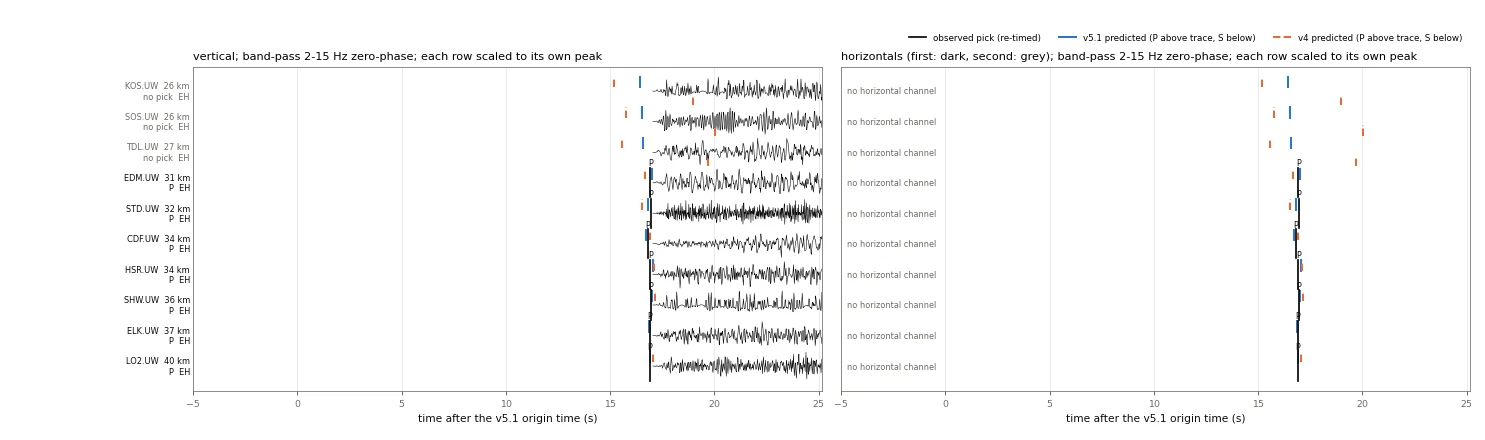 observed pick (re-timed)
v5.1 predicted (P above trace, S below)
v4 predicted (P above trace, S below)
vertical; band-pass 2-15 Hz zero-phase; each row scaled to its own peak
KOS.UW 26 km
no pick EH
SOS.UW 26 km
no pick EH
TDL.UW 27 km
no pick EH
P
EDM.UW 31 km
P EH
P
STD.UW 32 km
P EH
P
CDF.UW 34 km
P EH
P
HSR.UW 34 km
P EH
P
SHW.UW 36 km
P EH
P
ELK.UW 37 km
P EH
P
LO2.UW 40 km
P EH
−5 0 5 10 15 20 25
time after the v5.1 origin time (s)
horizontals (first: dark, second: grey); band-pass 2-15 Hz zero-phase; each row scaled to its own peak
no horizontal channel
no horizontal channel
no horizontal channel
P
no horizontal channel
P
no horizontal channel
P
no horizontal channel
P
no horizontal channel
P
no horizontal channel
P
no horizontal channel
P
no horizontal channel
−5 0 5 10 15 20 25
time after the v5.1 origin time (s)